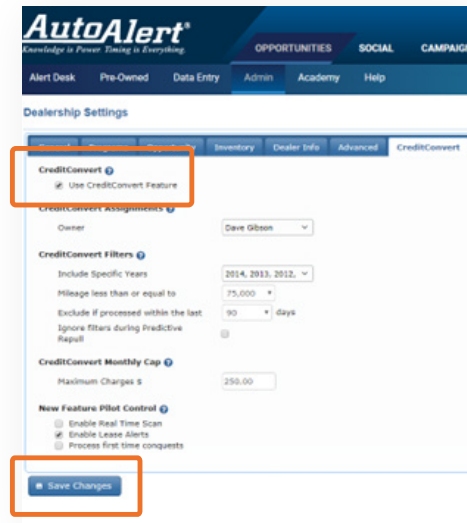 AutoAlert®
Knowledge is Power. Timing is Everything.
OPPORTUNITIES SOCIAL CAMPAIGN
Alert Desk Pre-Owned Data Entry Admin Academy Help
Dealership Settings
Inventory Dealer Info Advanced CreditConvert
CreditConvert
Use CreditConvert Feature
CreditConvert Assignments
Owner Dave Gibson
CreditConvert Filters
Include Specific Years 2014, 2013, 2012,
Mileage less than or equal to 75,000
Exclude if processed within the last 90 days
Ignore filters during Predictive
Repull
CreditConvert Monthly Cap
Maximum Charges $ 250.00
New Feature Pilot Control
Enable Real Time Scan
Enable Lease Alerts
Process first time conquests
Save Changes